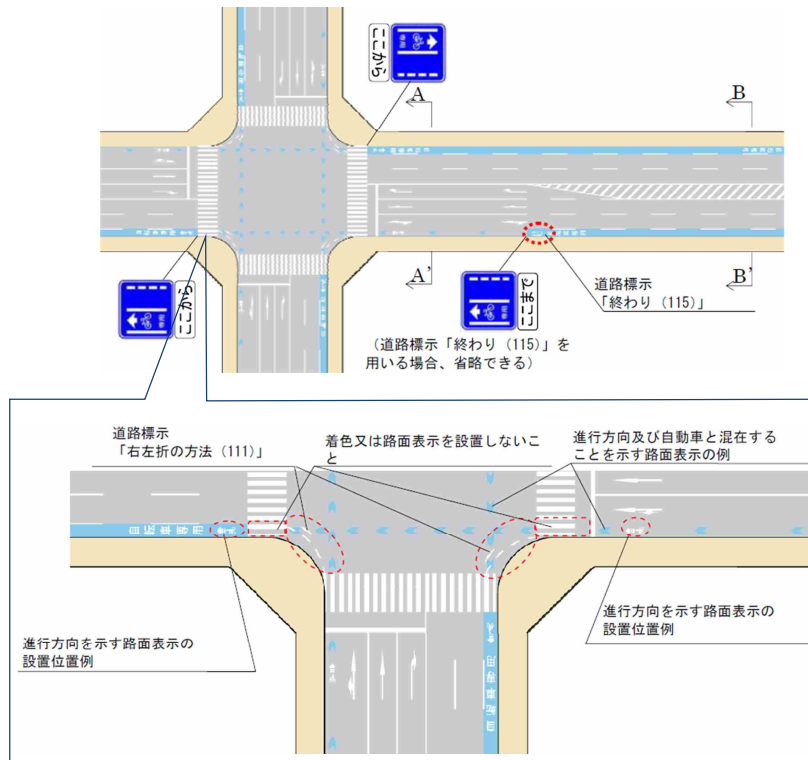 ここから
専用
A
B
ここから
専用
ここまで
専用
A'
B'
道路標示
「終わり（115）」
（道路標示「終わり（115）」を
用いる場合、省略できる）
道路標示
「右左折の方法（111）」
着色又は路面表示を設置しないこ
と
進行方向及び自動車と混在する
ことを示す路面表示の例
自転車専用
進行方向を示す路面表示の
設置位置例
自転車専用
進行方向を示す路面表示の
設置位置例